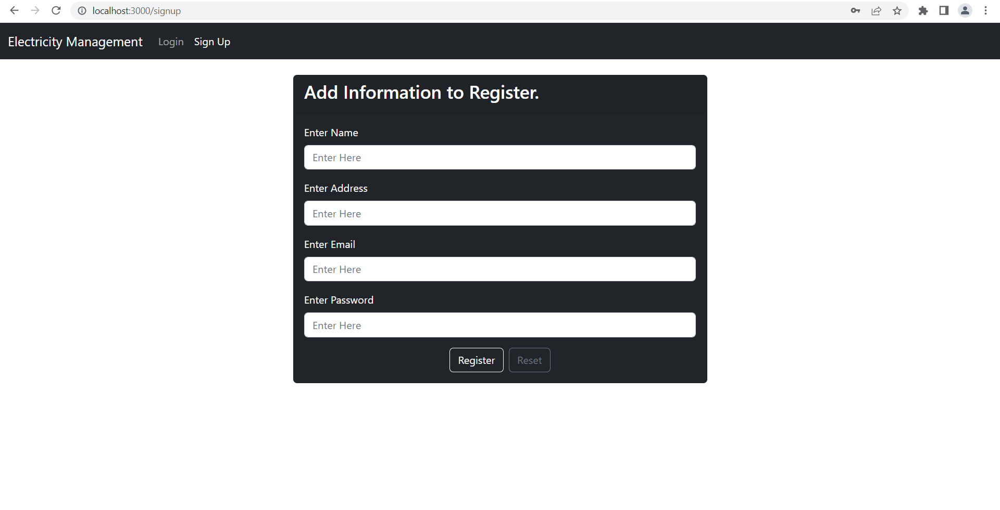 localhost:3000/signup
Electricity Management Login Sign Up
Add Information to Register.
Enter Name
Enter Here
Enter Address
Enter Here
Enter Email
Enter Here
Enter Password
Enter Here
Register Reset